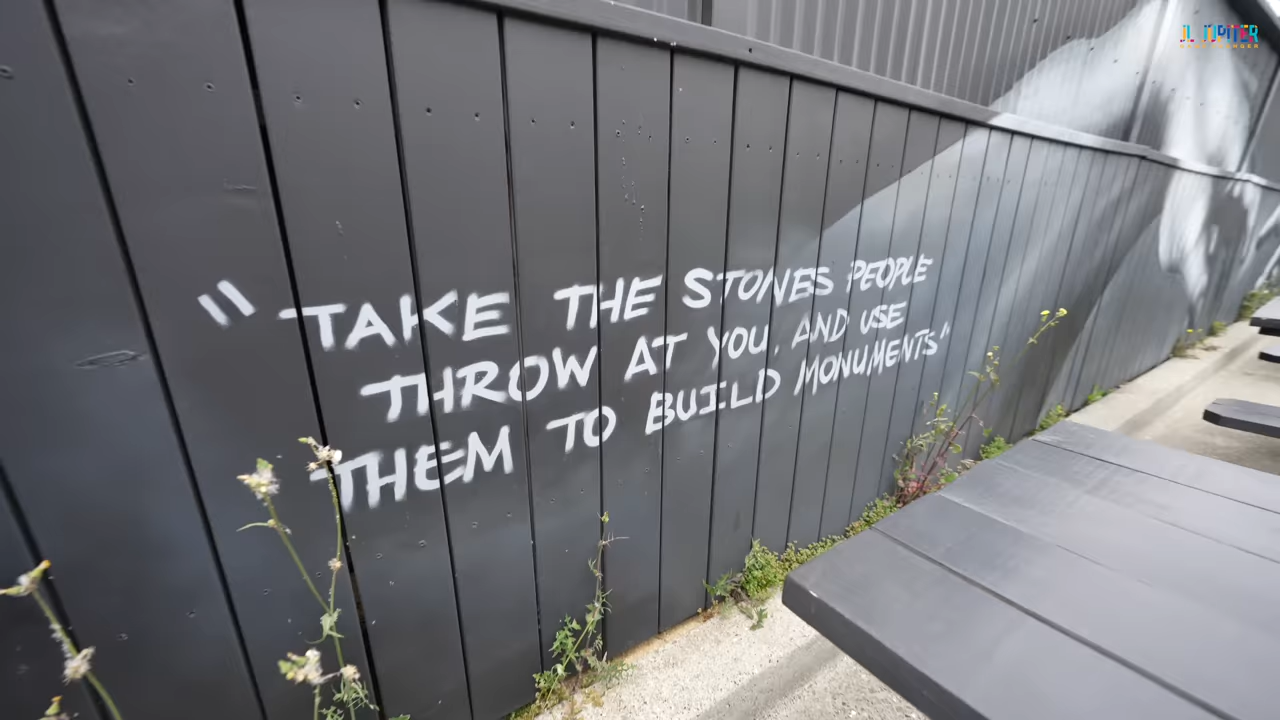 "TAKE THE STONES PEOPLE
THROW AT YOU, AND USE
THEM TO BUILD MONUMENTS"